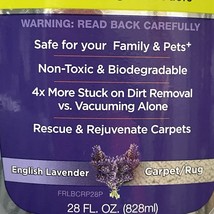 WARNING: READ BACK CAREFULLY
Safe for your Family & Pets+
Non-Toxic & Biodegradable
4x More Stuck on Dirt Removal
vs. Vacuuming Alone
Rescue & Rejuvenate Carpets
English Lavender
Carpet/Rug
FRLBCRP28P
28 FL. OZ. (828ml)